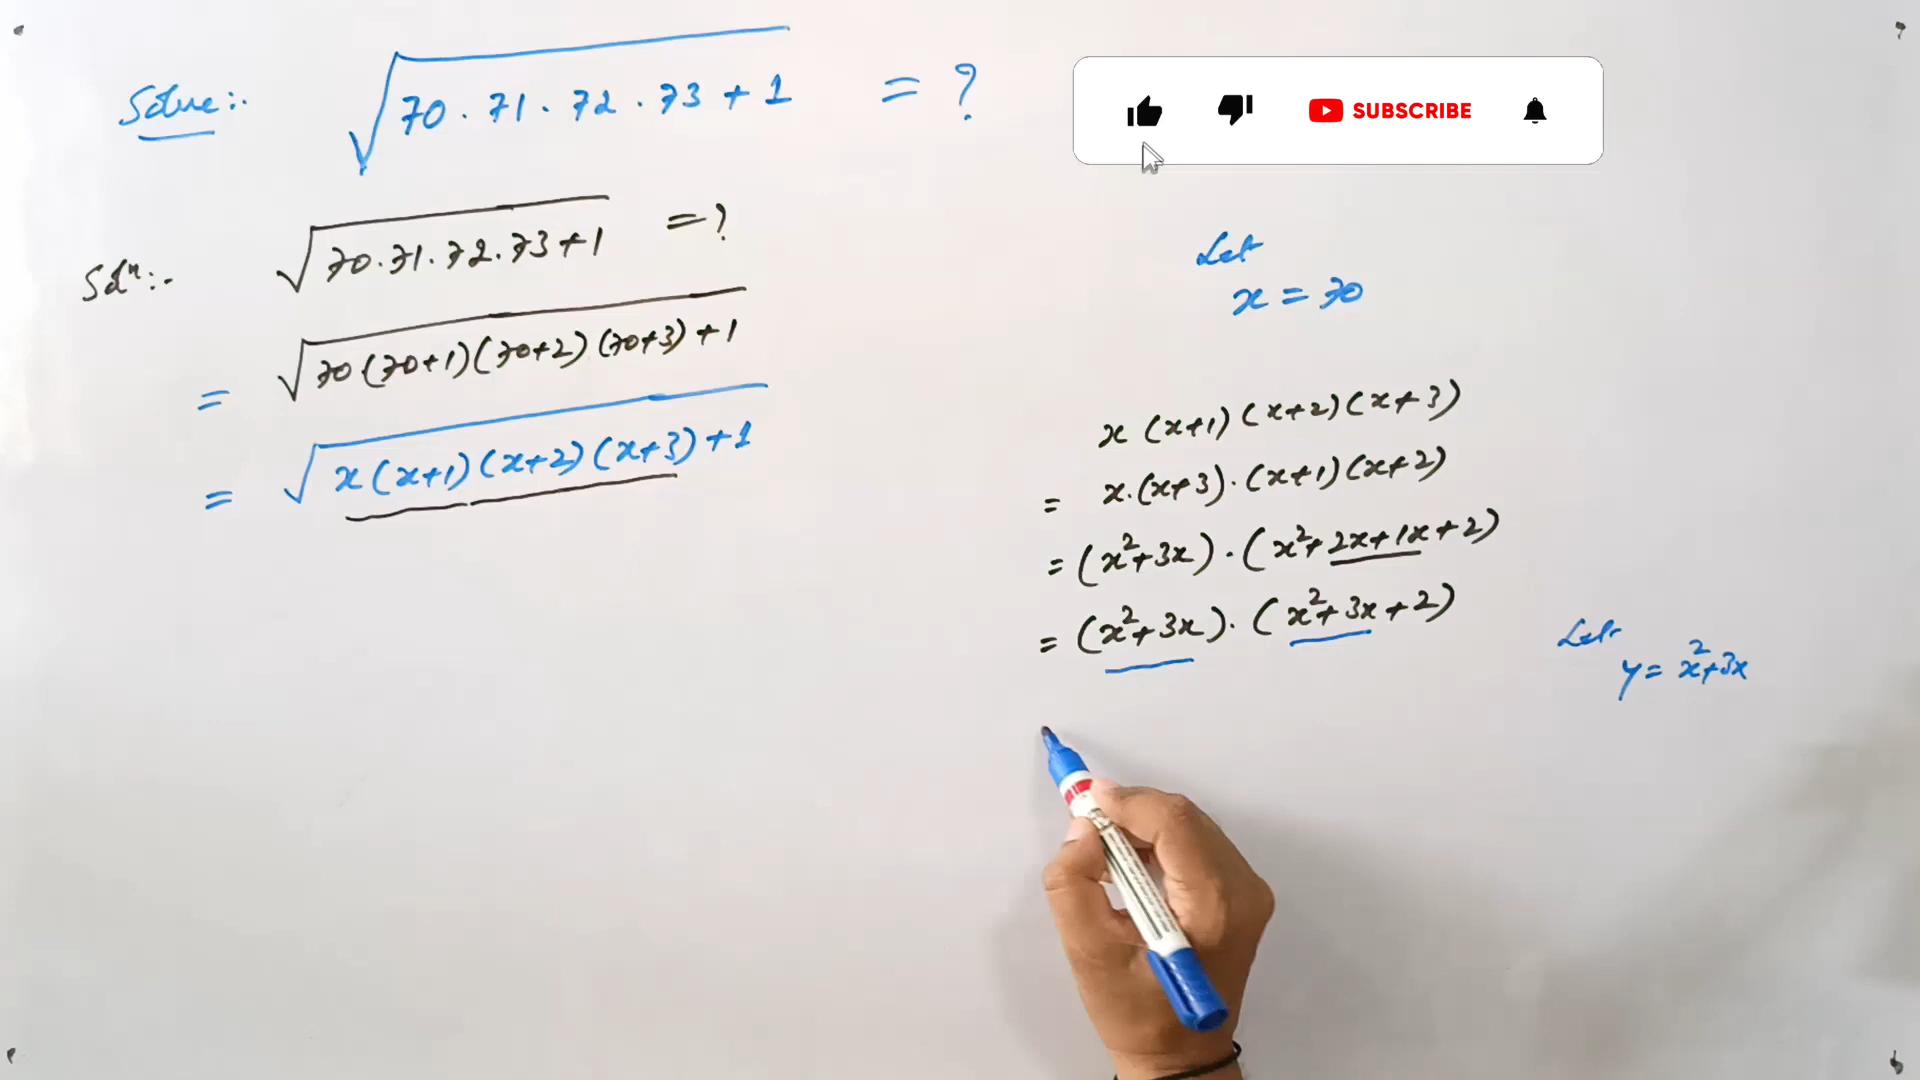 Solve:.
√70 . 71 . 72 . 73 + 1 = ?
SUBSCRIBE
Solⁿ:-
√70.71.72.73+1 = ?
= √70(70+1)(70+2)(70+3)+1
= √x(x+1)(x+2)(x+3)+1
Let
x = 70
x (x+1)(x+2)(x+3)
= x.(x+3).(x+1)(x+2)
= (x²+3x).(x²+2x+1x+2)
= (x²+3x).(x²+3x+2)
Let
y = x²+3x